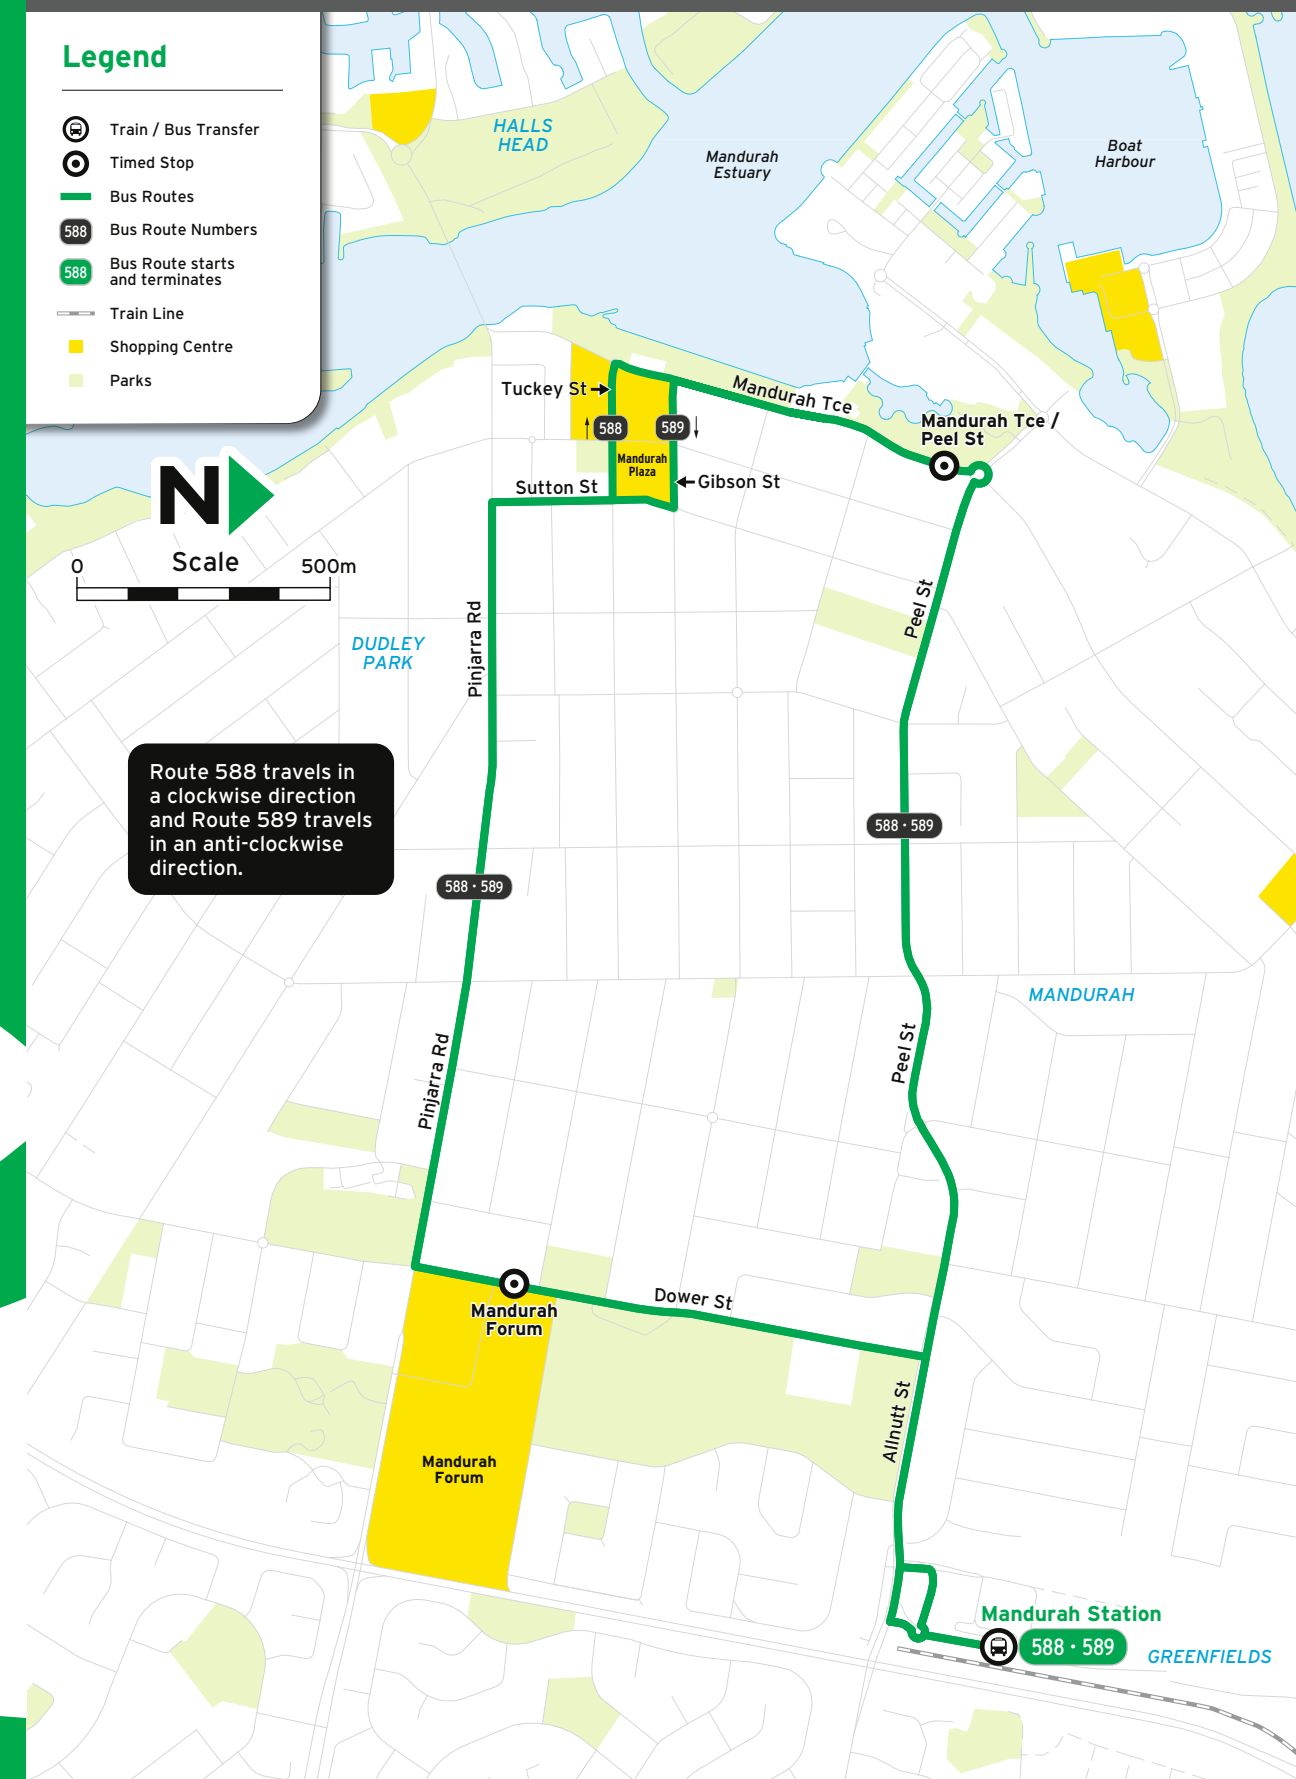 Legend
Train / Bus Transfer
Timed Stop
Bus Routes
588
Bus Route Numbers
588
Bus Route starts
and terminates
Train Line
Shopping Centre
Parks
HALLS
HEAD
Mandurah
Estuary
Boat
Harbour
Tuckey St
Mandurah Tce
Mandurah Tce /
Peel St
588
589
Mandurah
Plaza
Gibson St
Sutton St
N
Scale
0
500m
Pinjarra Rd
Peel St
DUDLEY
PARK
Route 588 travels in
a clockwise direction
and Route 589 travels
in an anti-clockwise
direction.
588 • 589
588 • 589
MANDURAH
Pinjarra Rd
Peel St
Mandurah
Forum
Dower St
Allnutt St
Mandurah
Forum
Mandurah Station
588 • 589
GREENFIELDS